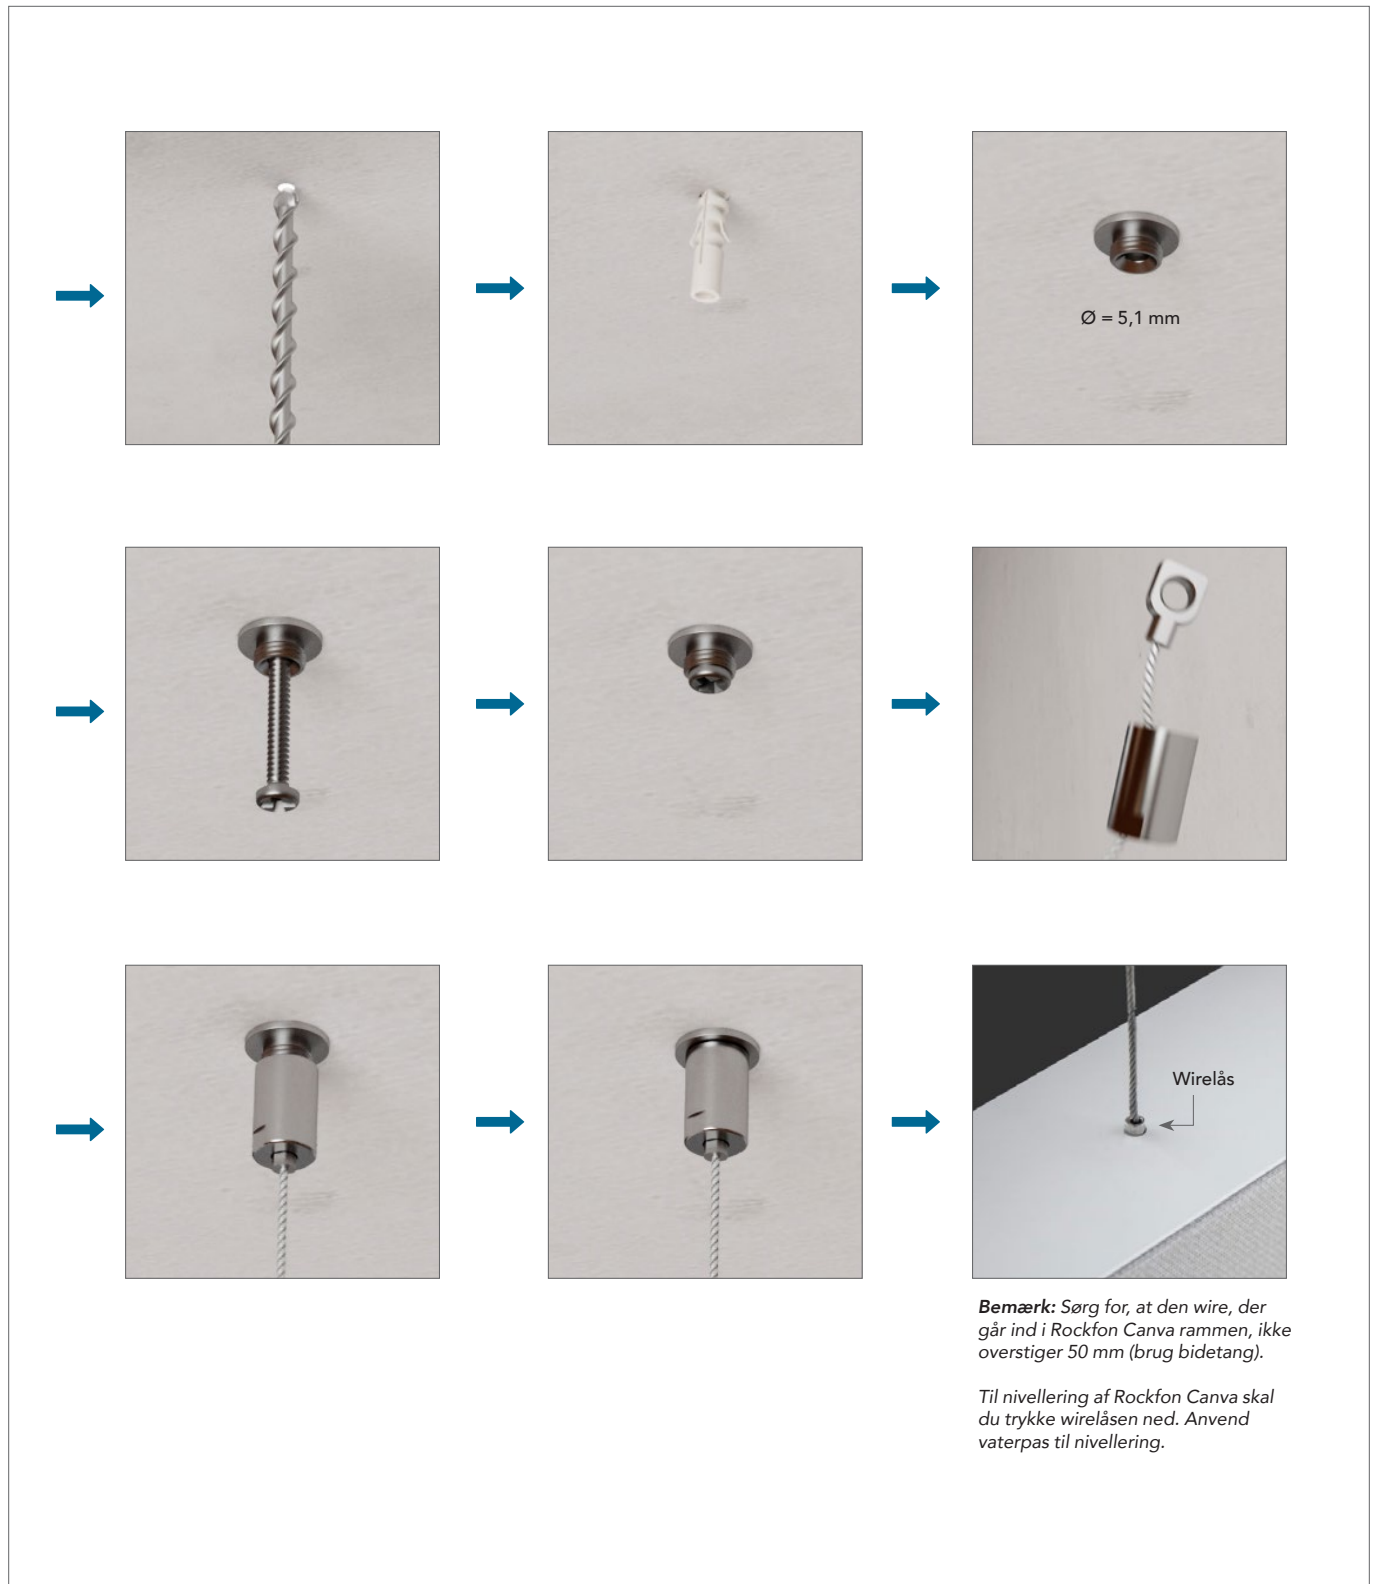 Ø = 5,1 mm
Wirelås
Bemærk: Sørg for, at den wire, der
går ind i Rockfon Canva rammen, ikke
overstiger 50 mm (brug bidetang).
Til nivellering af Rockfon Canva skal
du trykke wirelåsen ned. Anvend
vaterpas til nivellering.